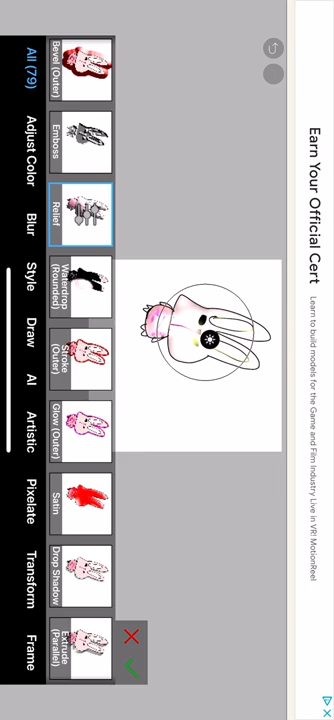 Earn Your Official Cert
Learn to build models for the Game and Film Industry Live in VR! MotionReel
Bevel (Outer)
Emboss
Relief
Waterdrop
(Rounded)
Stroke
(Outer)
Glow (Outer)
Satin
Drop Shadow
Extrude
(Parallel)
All (79)
Adjust Color
Blur
Style
Draw
AI
Artistic
Pixelate
Transform
Frame